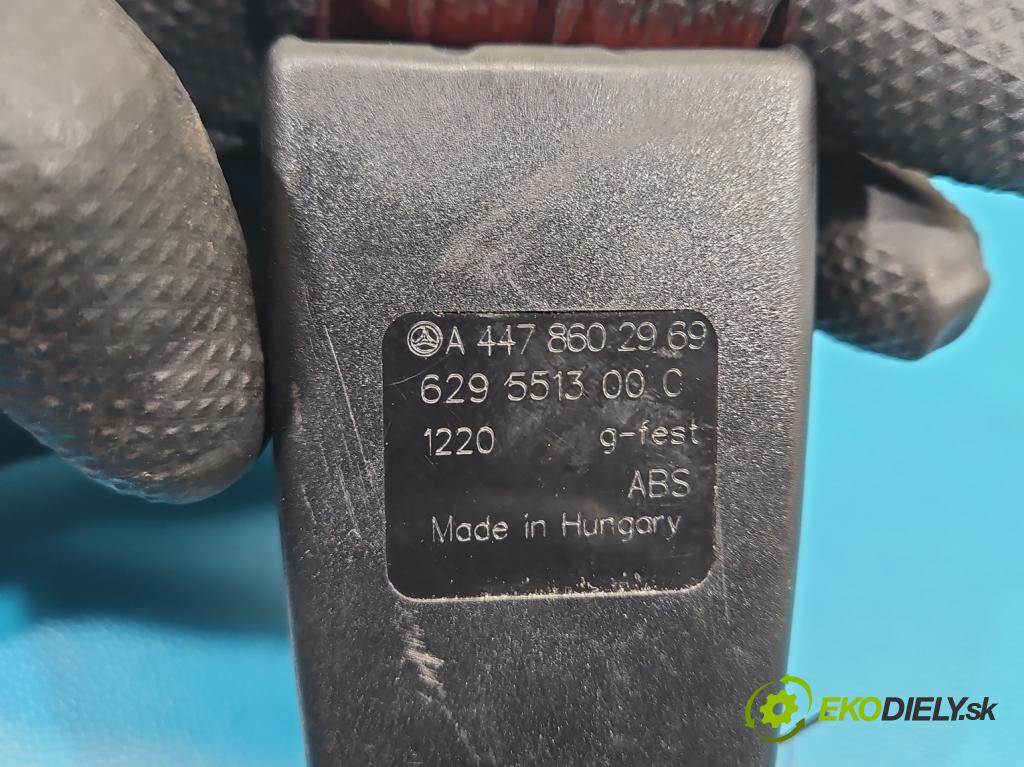 A 447 860 29 69
629 5513 00 C
1220 g-fest
ABS
Made in Hungary
EKODIELY.sk